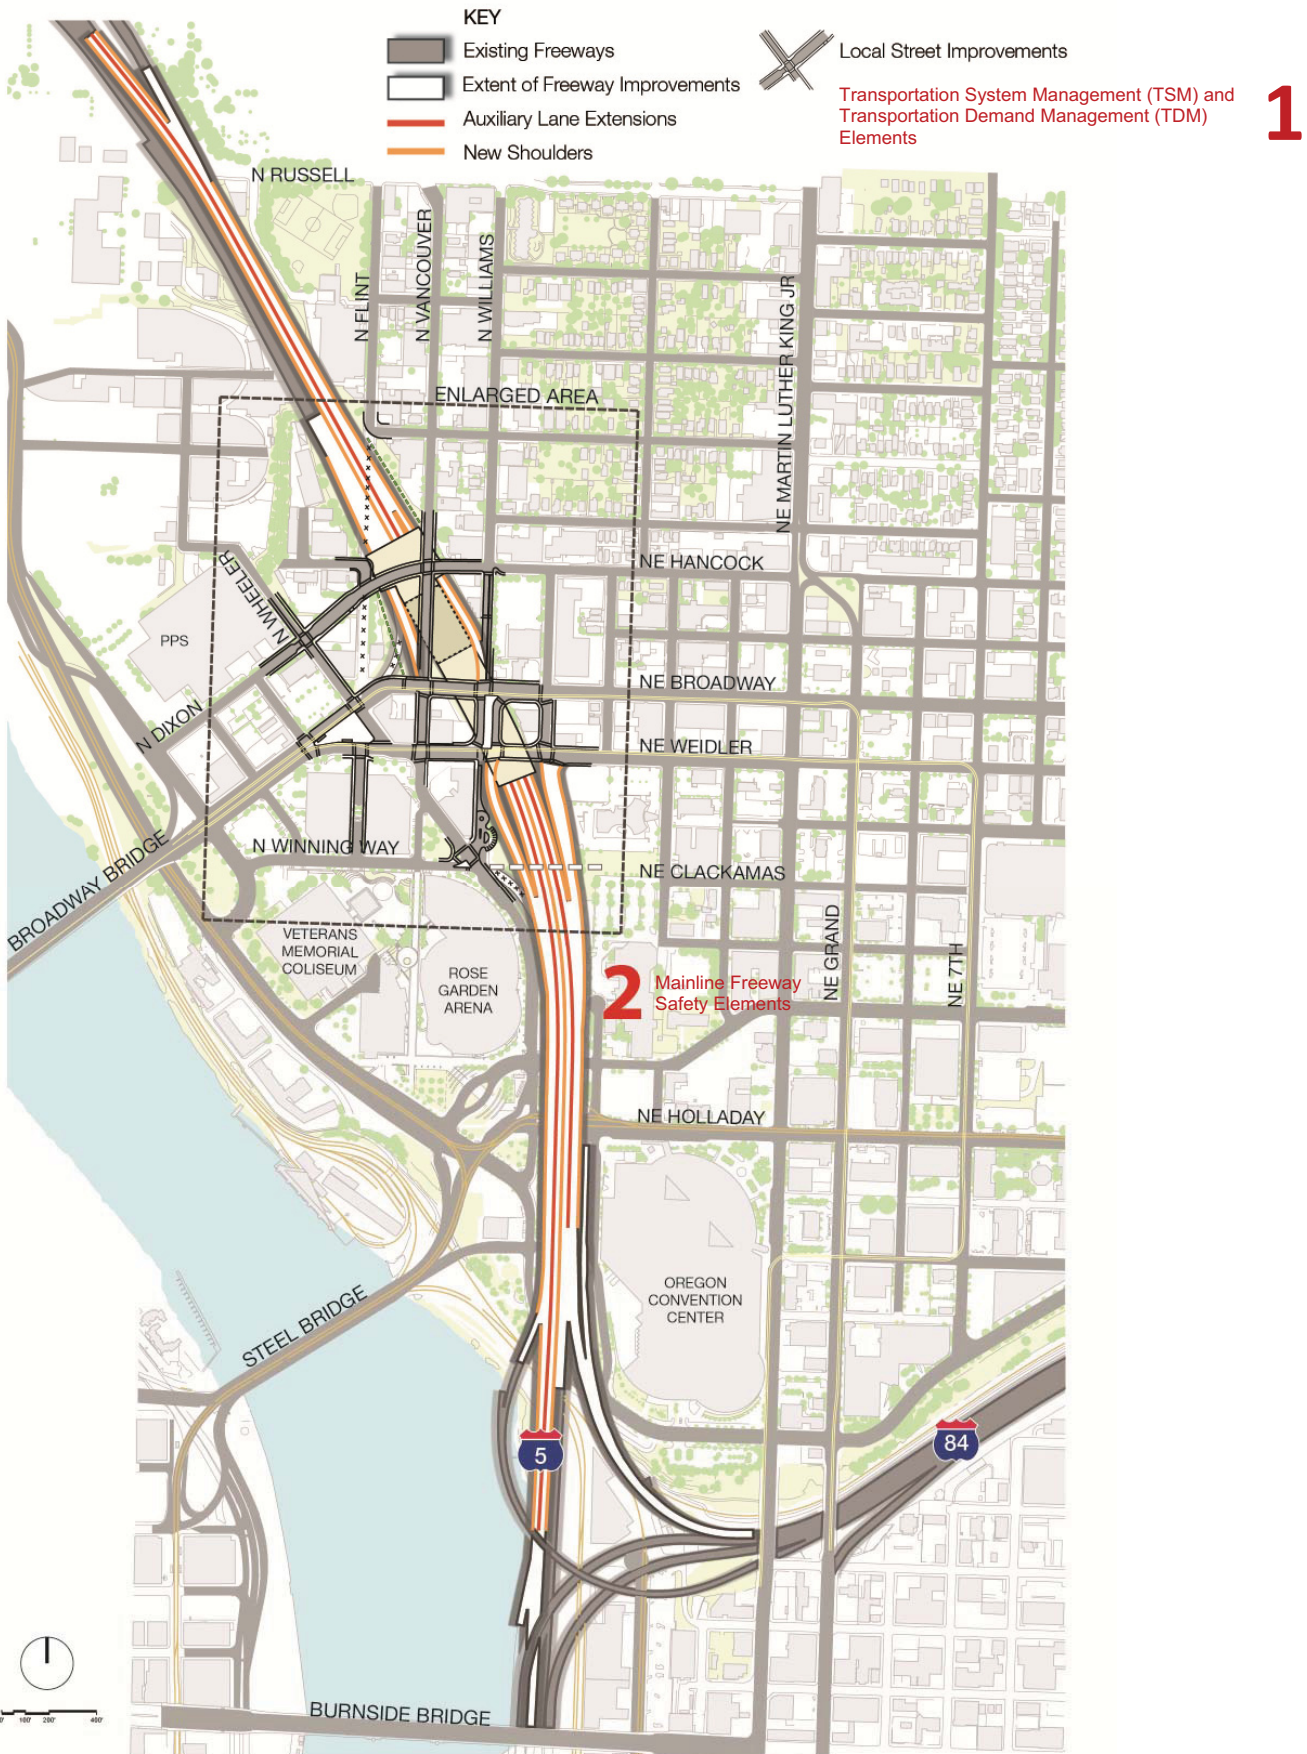 KEY
Existing Freeways
Extent of Freeway Improvements
Auxiliary Lane Extensions
New Shoulders
Local Street Improvements
Transportation System Management (TSM) and
Transportation Demand Management (TDM)
Elements
1
N RUSSELL
N FLINT
N VANCOUVER
N WILLIAMS
NE MARTIN LUTHER KING JR
ENLARGED AREA
NE HANCOCK
N WHEELER
PPS
NE BROADWAY
N DIXON
NE WEIDLER
BROADWAY BRIDGE
N WINNING WAY
NE CLACKAMAS
VETERANS
MEMORIAL
COLISEUM
ROSE
GARDEN
ARENA
2
Mainline Freeway
Safety Elements
NE GRAND
NE 7TH
NE HOLLADAY
OREGON
CONVENTION
CENTER
STEEL BRIDGE
5
84
BURNSIDE BRIDGE
0' 100' 200' 400'